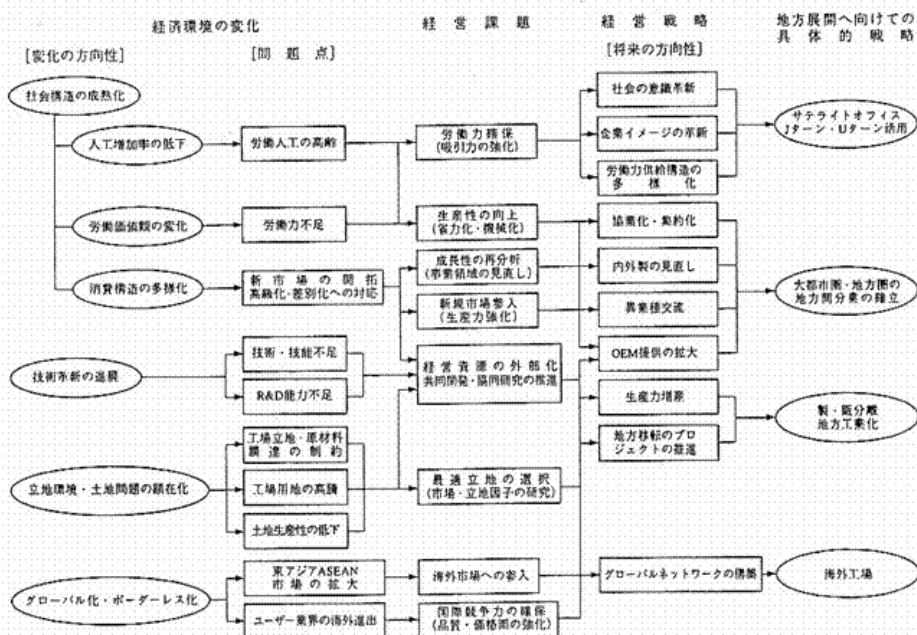 経済環境の変化
経営課題
経営戦略
地方展開へ向けての
具体的戦略
[変化の方向性]
[問題点]
[将来の方向性]
社会構造の成熟化
人工増加率の低下
労働価値観の変化
消費構造の多様化
技術革新の進展
立地環境・土地問題の顕在化
グローバル化・ボーダーレス化
労働人工の高齢
労働力不足
新市場の開拓
高級化・差別化への対応
技術・技能不足
R&D能力不足
工場立地・原材料
調達の制約
工場用地の高騰
土地生産性の低下
東アジアASEAN
市場の拡大
ユーザー業界の海外進出
労働力確保
(吸引力の強化)
生産性の向上
(省力化・機械化)
成長性の再分析
(事業領域の見直し)
新規市場参入
(生産力強化)
経営資源の外部化
共同開発・協同研究の推進
最適立地の選択
(市場・立地因子の研究)
海外市場への参入
国際競争力の確保
(品質・価格面の強化)
社会の意識革新
企業イメージの革新
労働力供給構造の
多様化
協業化・集約化
内外製の見直し
異業種交流
OEM提供の拡大
生産力増産
地方移転のプロ
ジェクトの推進
グローバルネットワークの構築
サテライトオフィス
Jターン・Uターン活用
大都市圏・地方圏の
地方間分業の確立
製・販分離
地方工業化
海外工場